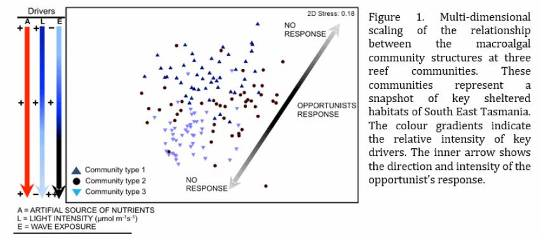 Drivers
A L E
+ + −
2D Stress: 0.18
NO
RESPONSE
+ + +
OPPORTUNISTS
RESPONSE
NO
RESPONSE
Community type 1
Community type 2
Community type 3
A = ARTIFIAL SOURCE OF NUTRIENTS
L = LIGHT INTENSITY (µmol m⁻²s⁻¹)
E = WAVE EXPOSURE
Figure 1. Multi-dimensional
scaling of the relationship
between the macroalgal
community structures at three
reef communities. These
communities represent a
snapshot of key sheltered
habitats of South East Tasmania.
The colour gradients indicate
the relative intensity of key
drivers. The inner arrow shows
the direction and intensity of the
opportunist's response.